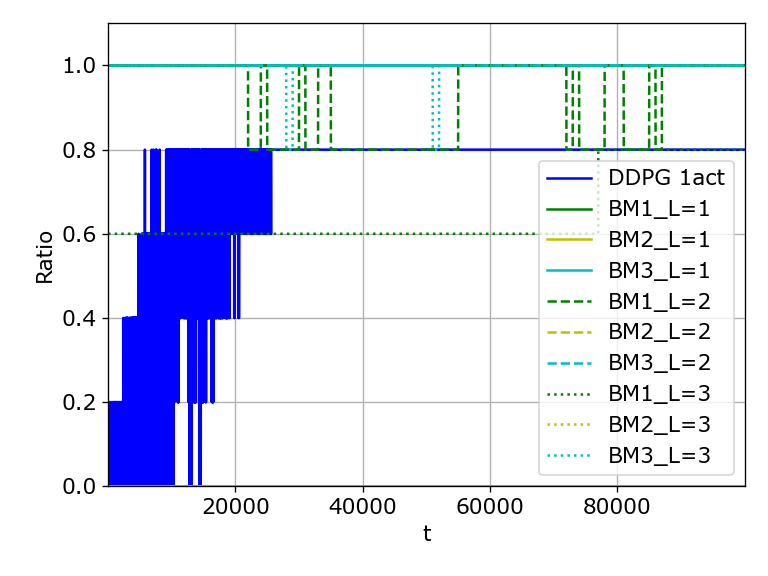 1.0
0.8
0.6
0.4
0.2
0.0
Ratio
20000
40000
60000
80000
t
DDPG 1act
BM1_L=1
BM2_L=1
BM3_L=1
BM1_L=2
BM2_L=2
BM3_L=2
BM1_L=3
BM2_L=3
BM3_L=3